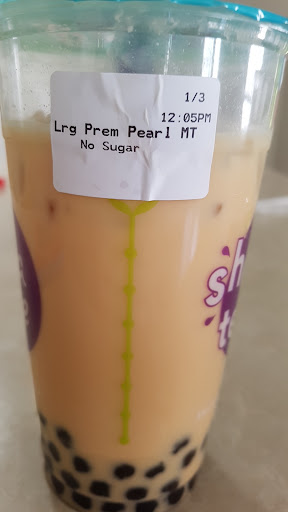 1/3
12:05PM
Lrg Prem Pearl MT
No Sugar